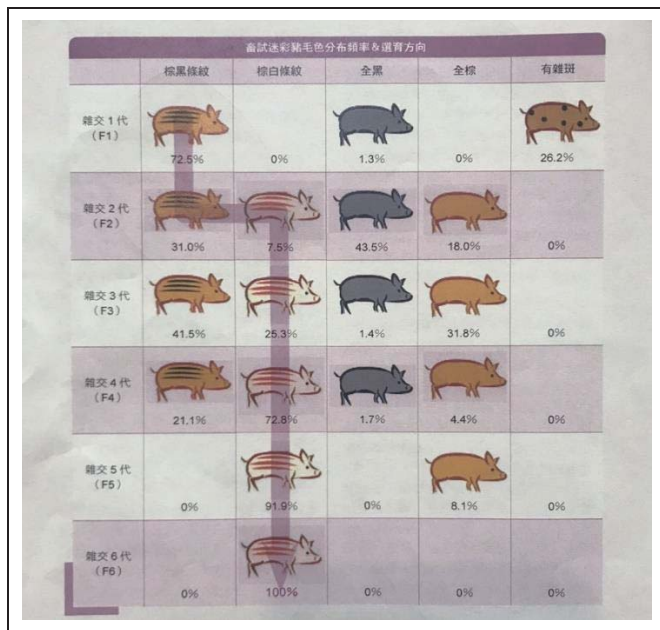 畜試迷彩豬毛色分布頻率&選育方向
棕黑條紋 棕白條紋 全黑 全棕 有雜斑
雜交1代
(F1)
72.5% 0% 1.3% 0% 26.2%
雜交2代
(F2)
31.0% 7.5% 43.5% 18.0% 0%
雜交3代
(F3)
41.5% 25.3% 1.4% 31.8% 0%
雜交4代
(F4)
21.1% 72.8% 1.7% 4.4% 0%
雜交5代
(F5)
0% 91.9% 0% 8.1% 0%
雜交6代
(F6)
0% 100% 0% 0% 0%